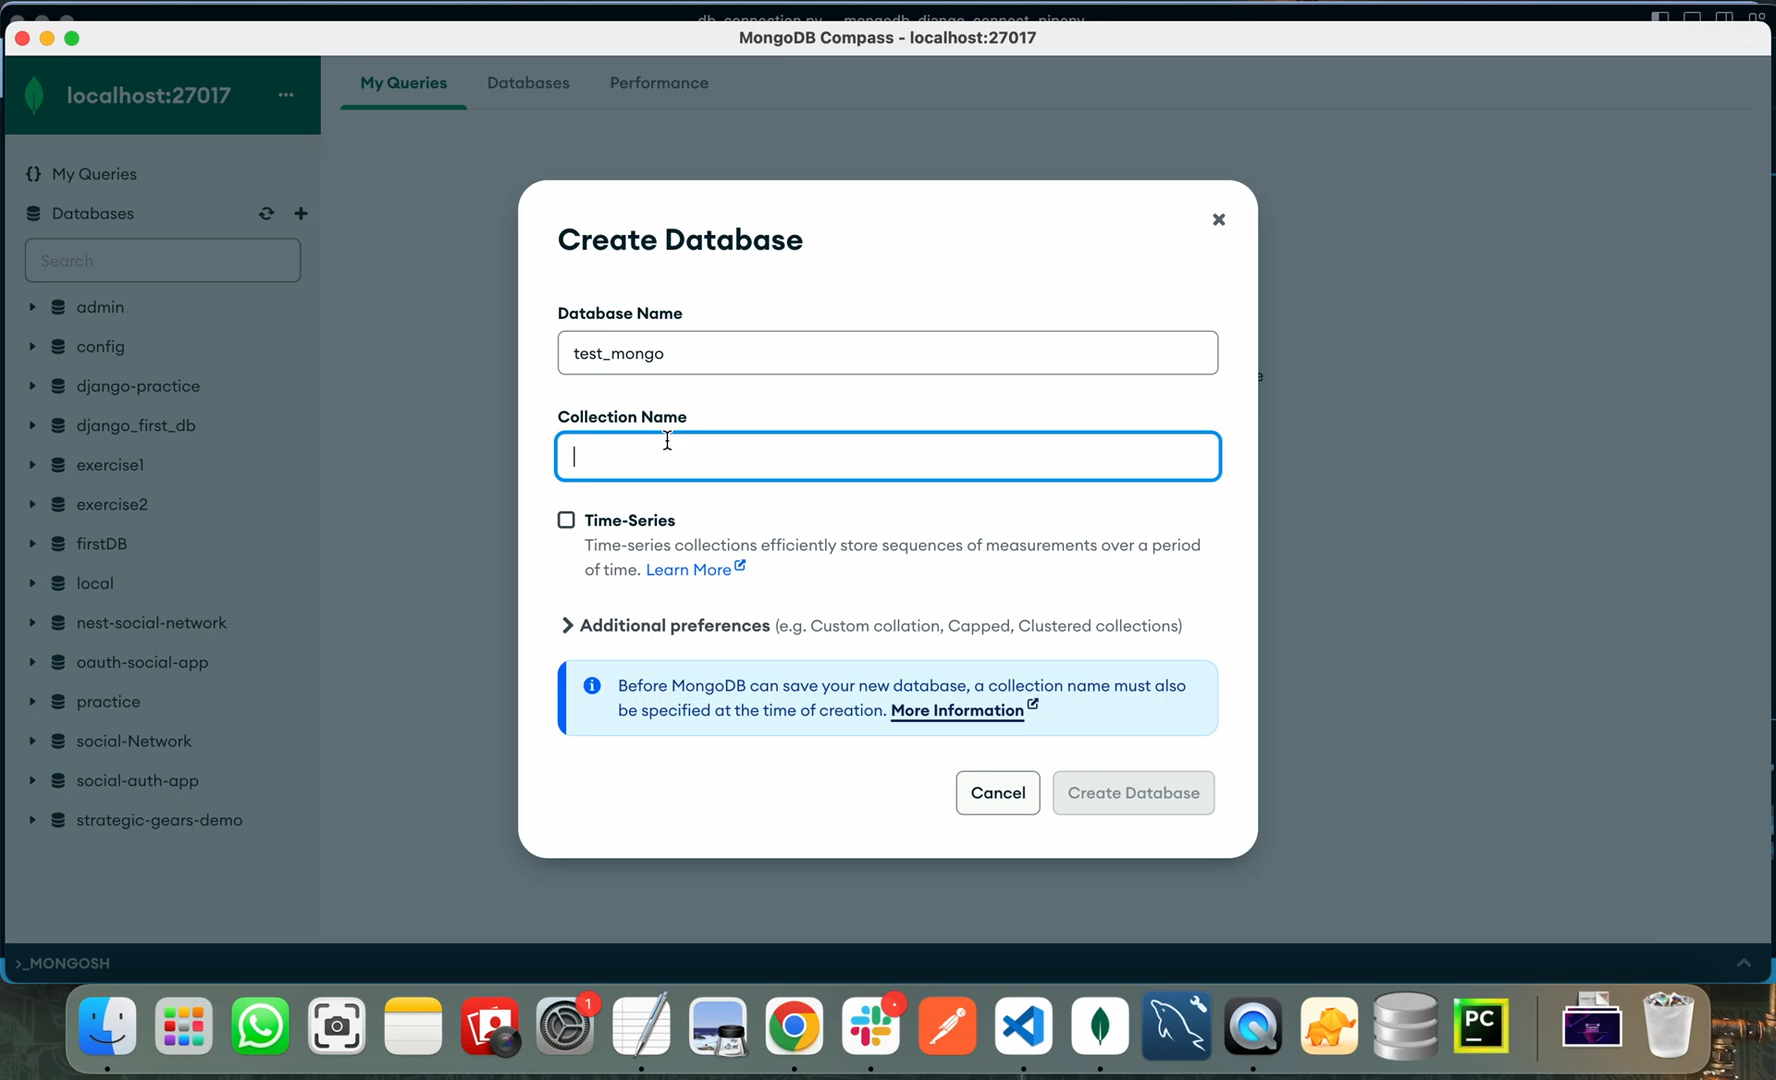 db_connection.py — mongodb_django_connect_pipenv
MongoDB Compass - localhost:27017
localhost:27017
My Queries
Databases
Performance
{} My Queries
Databases
Search
admin
config
django-practice
django_first_db
exercise1
exercise2
firstDB
local
nest-social-network
oauth-social-app
practice
social-Network
social-auth-app
strategic-gears-demo
Create Database
Database Name
test_mongo
e
Collection Name
Time-Series
Time-series collections efficiently store sequences of measurements over a period
of time. Learn More
Additional preferences (e.g. Custom collation, Capped, Clustered collections)
Before MongoDB can save your new database, a collection name must also
be specified at the time of creation. More Information
Cancel
Create Database
>_MONGOSH
1
PC